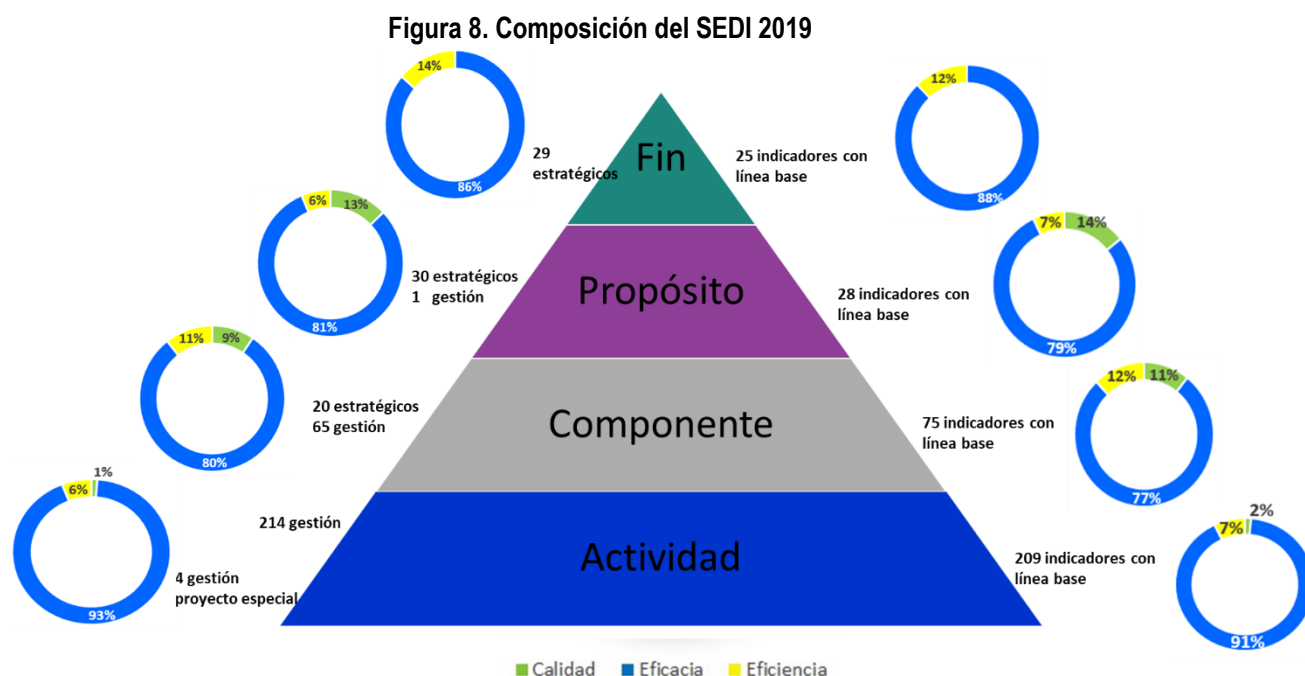 Figura 8. Composición del SEDI 2019
14%
86%
29
estratégicos
Fin
25 indicadores con
línea base
12%
88%
6%
13%
81%
30 estratégicos
1 gestión
Propósito
28 indicadores con
línea base
7%
14%
79%
11%
9%
80%
20 estratégicos
65 gestión
Componente
75 indicadores con
línea base
12%
11%
77%
1%
6%
93%
214 gestión
4 gestión
proyecto especial
Actividad
209 indicadores con
línea base
2%
7%
91%
Calidad
Eficacia
Eficiencia